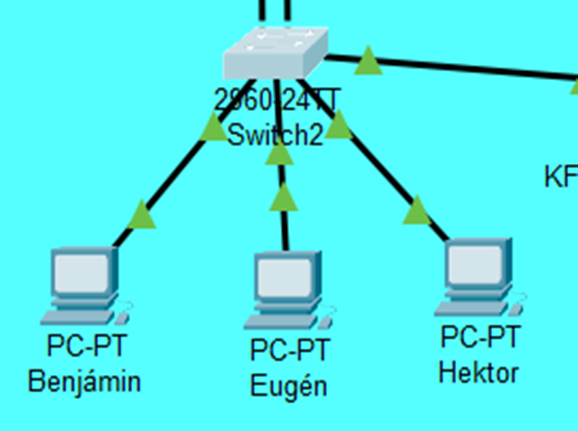 2960-24TT
Switch2
KF
PC-PT
Benjámin
PC-PT
Eugén
PC-PT
Hektor